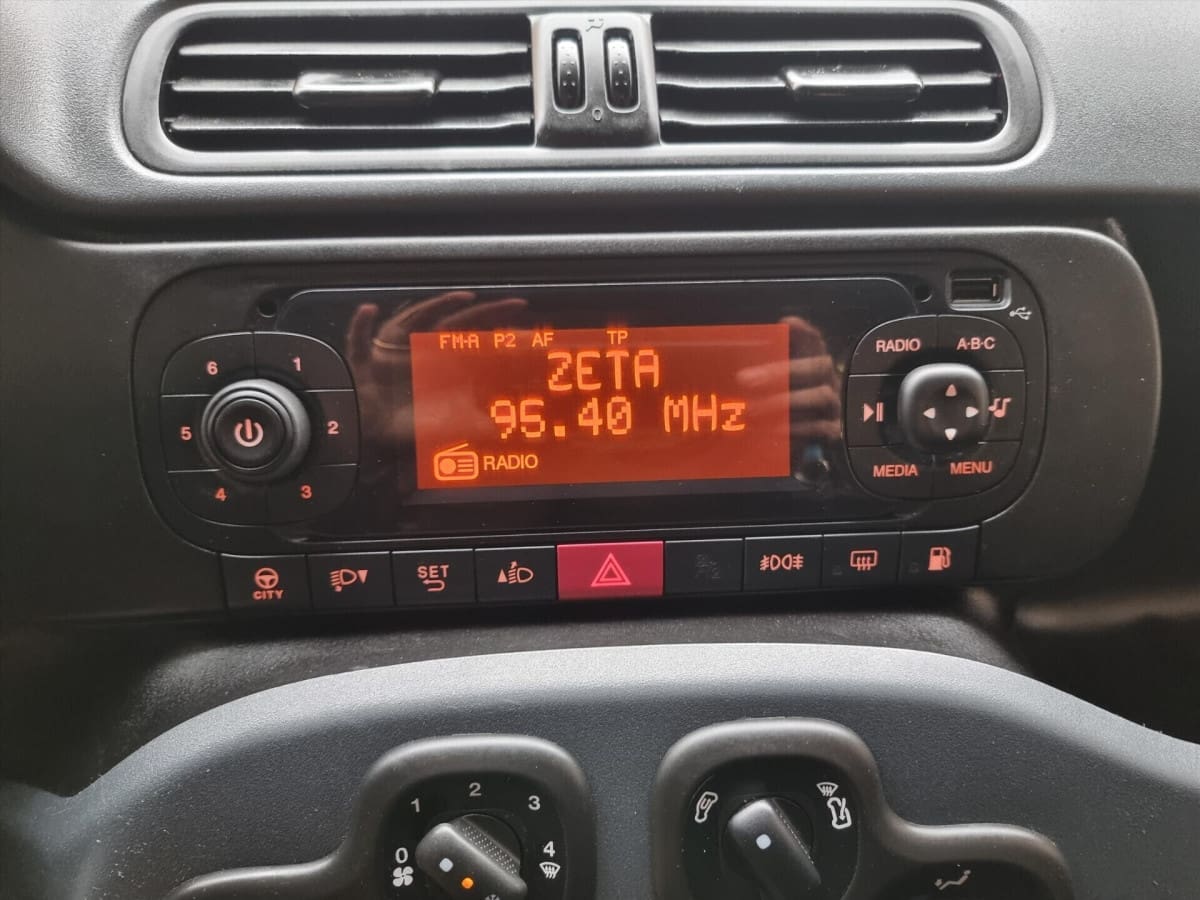 FM-A P2 AF TP
ZETA
95.40 MHz
RADIO
6 1
5 2
4 3
RADIO A·B·C
MEDIA MENU
CITY
SET
0 1 2 3 4
0